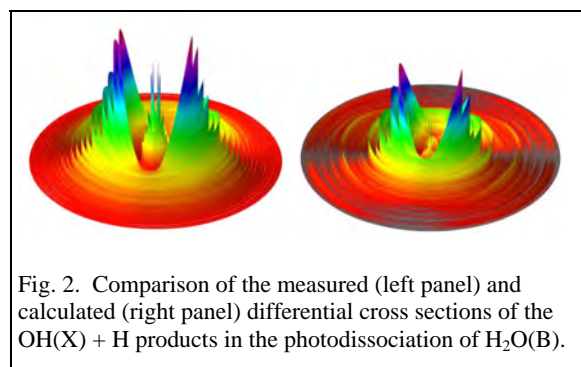 Fig. 2.  Comparison of the measured (left panel) and
calculated (right panel) differential cross sections of the
OH(X) + H products in the photodissociation of H₂O(B).